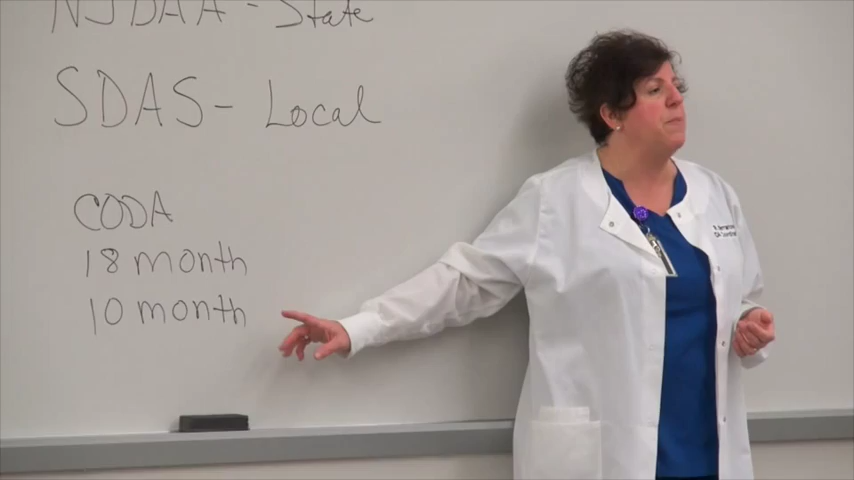 NJDAA - State
SDAS - Local
CODA
18 month
10 month